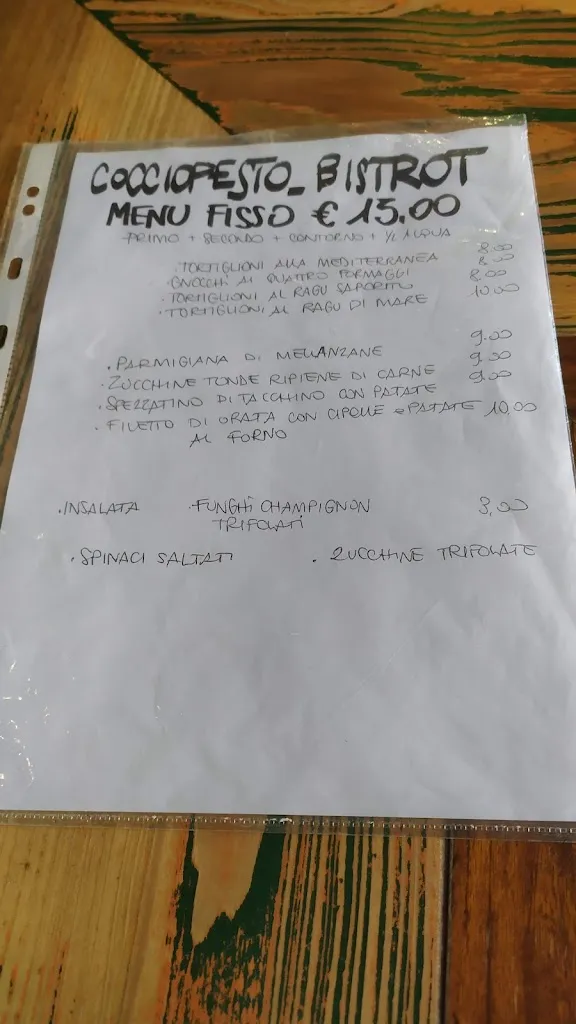 COCCIOPESTO_ BISTROT
MENU FISSO € 15,00
PRIMO + SECONDO + CONTORNO + ½ ACQUA
· TORTIGLIONI ALLA MEDITERRANEA 8.00
· GNOCCHI AI QUATTRO FORMAGGI 8.00
· TORTIGLIONI AL RAGU SAPORITO 8.00
· TORTIGLIONI AL RAGU DI MARE 10.00
· PARMIGIANA DI MELLANZANE 9.00
· ZUCCHINE TONDE RIPIENE DI CARNE 9.00
· SPEZZATINO DI TACCHINO CON PATATE 9.00
· FILETTO DI ORATA CON CIPOLLE e PATATE 10,00
AL FORNO
· INSALATA · FUNGHI CHAMPIGNON 3,00
TRIFOLATI
· SPINACI SALTATI · ZUCCHINE TRIFOLATE